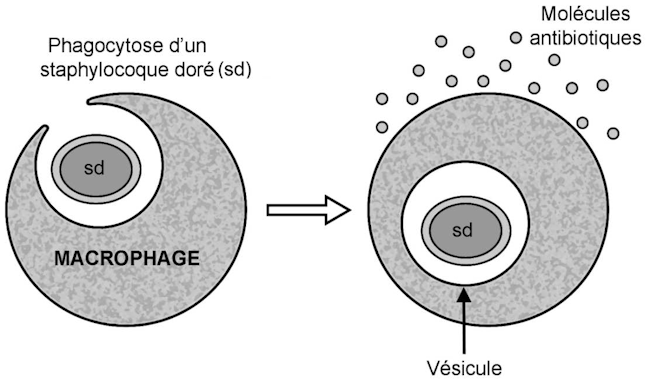 Phagocytose d'un
staphylocoque doré (sd)
sd
MACROPHAGE
Molécules
antibiotiques
sd
Vésicule